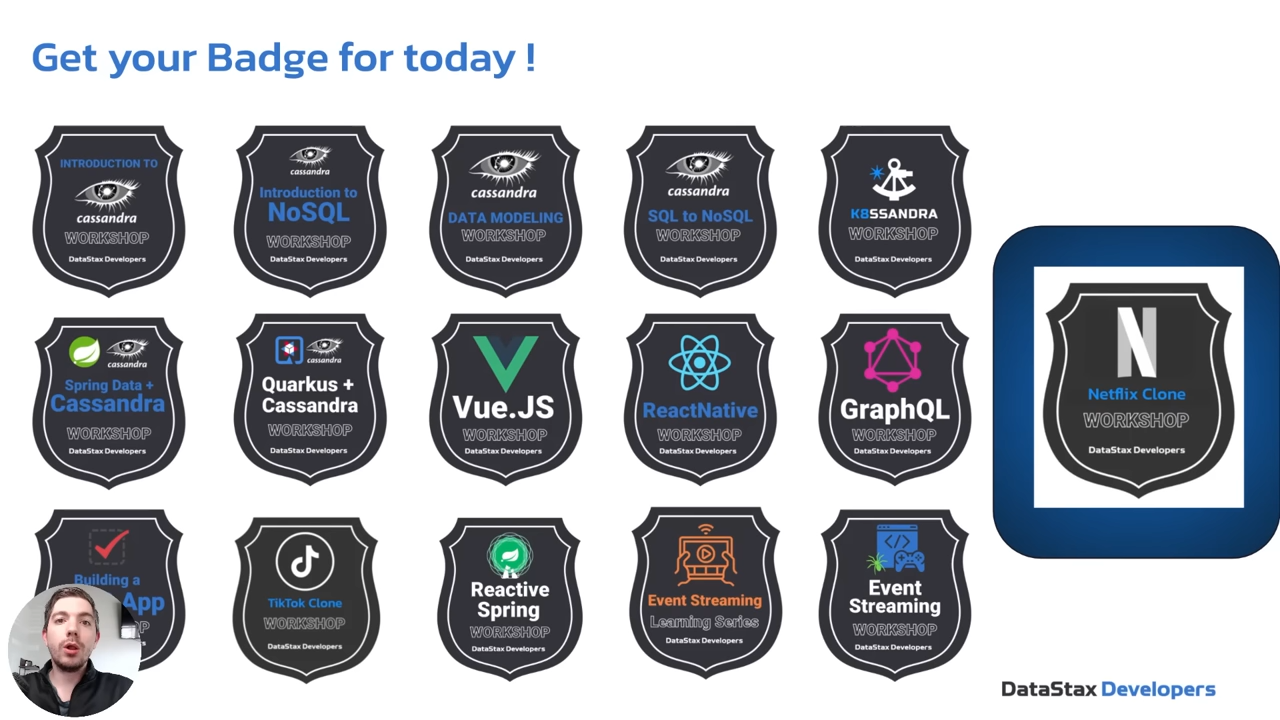 Get your Badge for today !
INTRODUCTION TO
cassandra
WORKSHOP
DataStax Developers
cassandra
Introduction to
NoSQL
WORKSHOP
DataStax Developers
cassandra
DATA MODELING
WORKSHOP
DataStax Developers
cassandra
SQL to NoSQL
WORKSHOP
DataStax Developers
K8SSANDRA
WORKSHOP
DataStax Developers
cassandra
Spring Data +
Cassandra
WORKSHOP
DataStax Developers
cassandra
Quarkus +
Cassandra
WORKSHOP
DataStax Developers
Vue.JS
WORKSHOP
DataStax Developers
ReactNative
WORKSHOP
DataStax Developers
GraphQL
WORKSHOP
DataStax Developers
N
Netflix Clone
WORKSHOP
DataStax Developers
Building a
App
TikTok Clone
WORKSHOP
DataStax Developers
Reactive
Spring
WORKSHOP
DataStax Developers
Event Streaming
Learning Series
DataStax Developers
</>
Event
Streaming
WORKSHOP
DataStax Developers
DataStax Developers